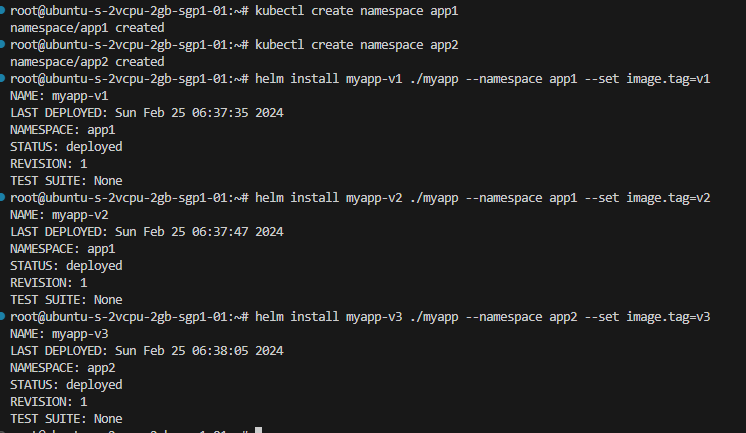 root@ubuntu-s-2vcpu-2gb-sgp1-01:~# kubectl create namespace app1
namespace/app1 created
root@ubuntu-s-2vcpu-2gb-sgp1-01:~# kubectl create namespace app2
namespace/app2 created
root@ubuntu-s-2vcpu-2gb-sgp1-01:~# helm install myapp-v1 ./myapp --namespace app1 --set image.tag=v1
NAME: myapp-v1
LAST DEPLOYED: Sun Feb 25 06:37:35 2024
NAMESPACE: app1
STATUS: deployed
REVISION: 1
TEST SUITE: None
root@ubuntu-s-2vcpu-2gb-sgp1-01:~# helm install myapp-v2 ./myapp --namespace app1 --set image.tag=v2
NAME: myapp-v2
LAST DEPLOYED: Sun Feb 25 06:37:47 2024
NAMESPACE: app1
STATUS: deployed
REVISION: 1
TEST SUITE: None
root@ubuntu-s-2vcpu-2gb-sgp1-01:~# helm install myapp-v3 ./myapp --namespace app2 --set image.tag=v3
NAME: myapp-v3
LAST DEPLOYED: Sun Feb 25 06:38:05 2024
NAMESPACE: app2
STATUS: deployed
REVISION: 1
TEST SUITE: None